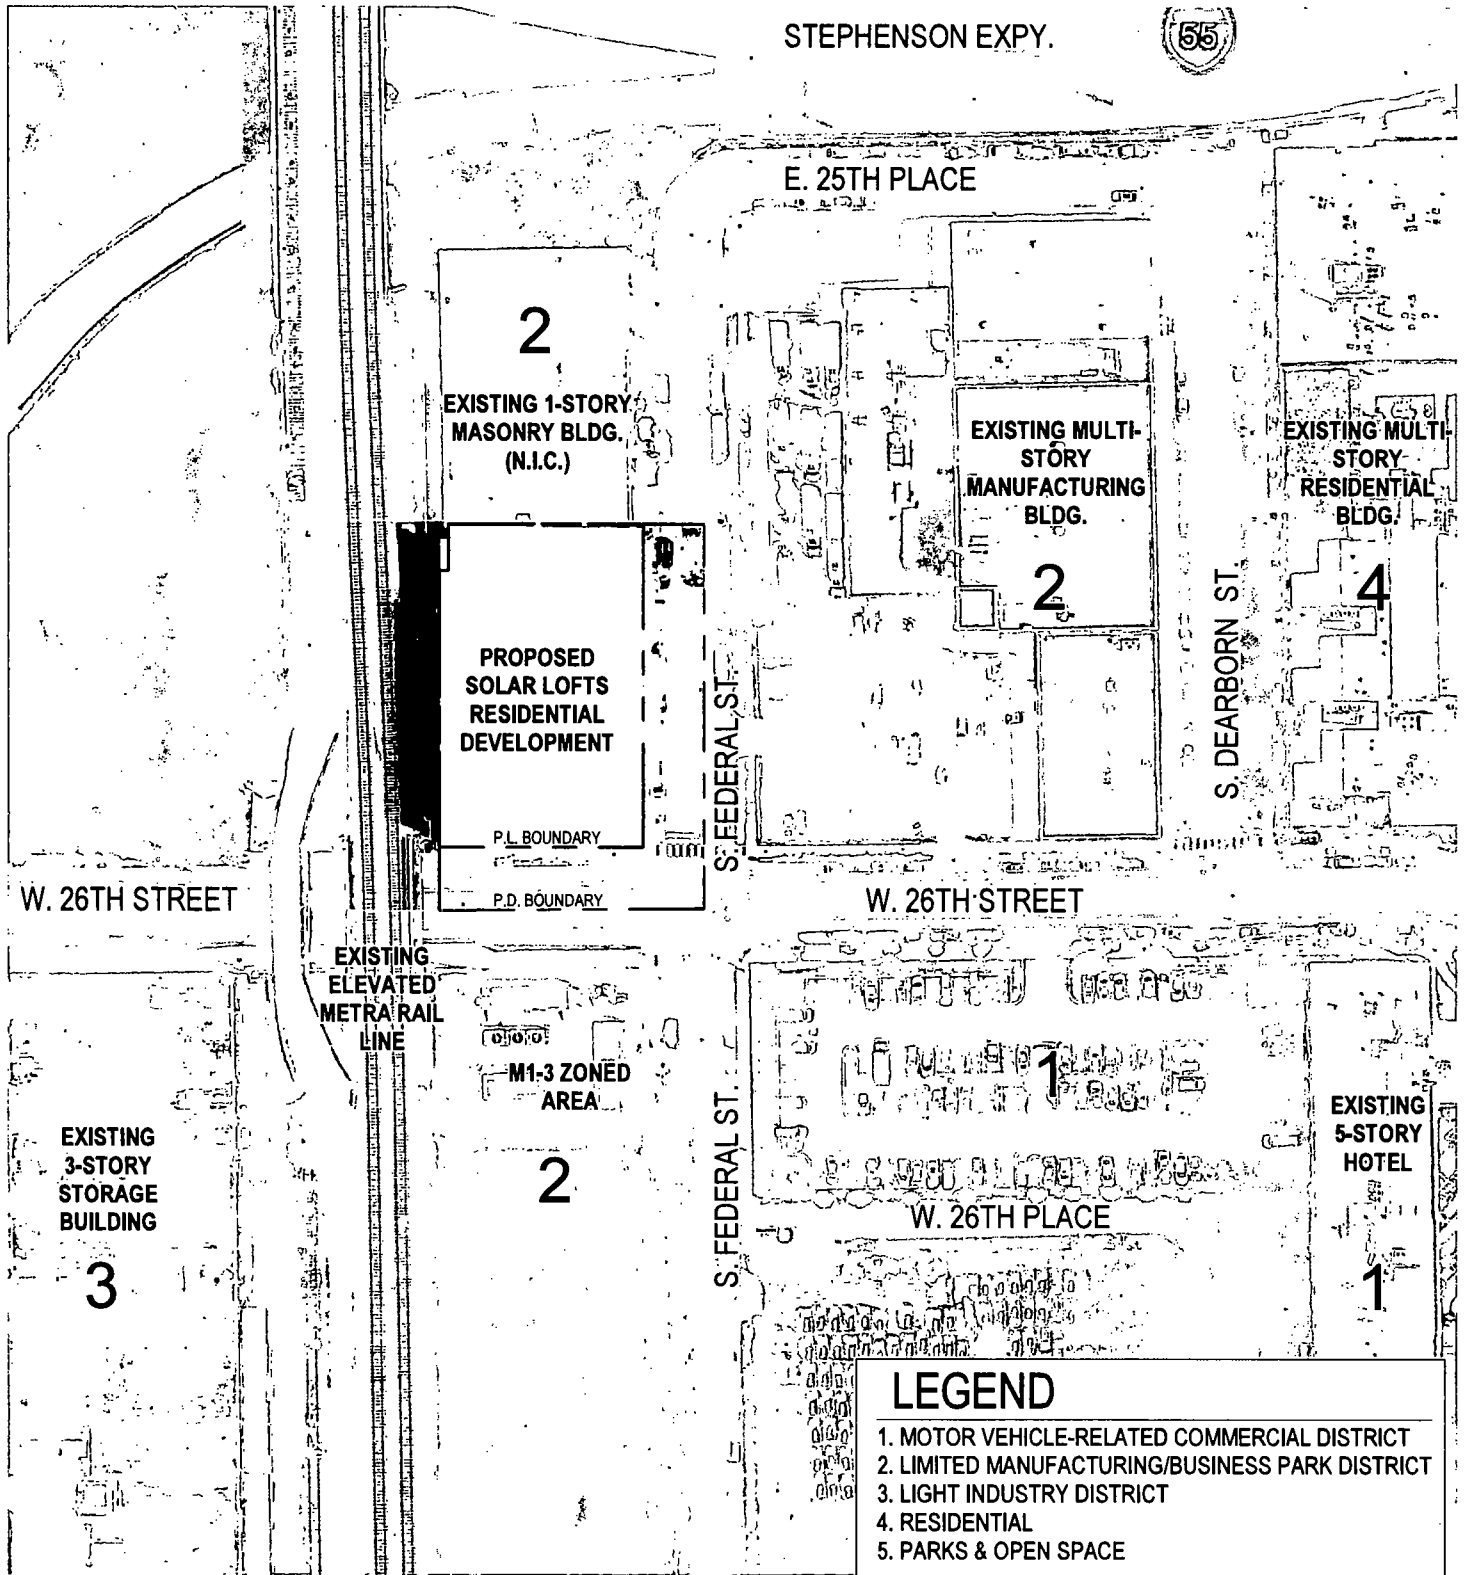 STEPHENSON EXPY.
55
E. 25TH PLACE
2
EXISTING 1-STORY
MASONRY BLDG.
(N.I.C.)
EXISTING MULTI-
STORY
MANUFACTURING
BLDG.
2
EXISTING MULTI-
STORY
RESIDENTIAL
BLDG.
4
PROPOSED
SOLAR LOFTS
RESIDENTIAL
DEVELOPMENT
S. FEDERAL ST.
S. DEARBORN ST.
P.L. BOUNDARY
P.D. BOUNDARY
W. 26TH STREET
W. 26TH STREET
EXISTING
ELEVATED
METRA RAIL
LINE
M1-3 ZONED
AREA
2
S. FEDERAL ST.
1
EXISTING
3-STORY
STORAGE
BUILDING
3
EXISTING
5-STORY
HOTEL
1
W. 26TH PLACE
LEGEND
1. MOTOR VEHICLE-RELATED COMMERCIAL DISTRICT
2. LIMITED MANUFACTURING/BUSINESS PARK DISTRICT
3. LIGHT INDUSTRY DISTRICT
4. RESIDENTIAL
5. PARKS & OPEN SPACE